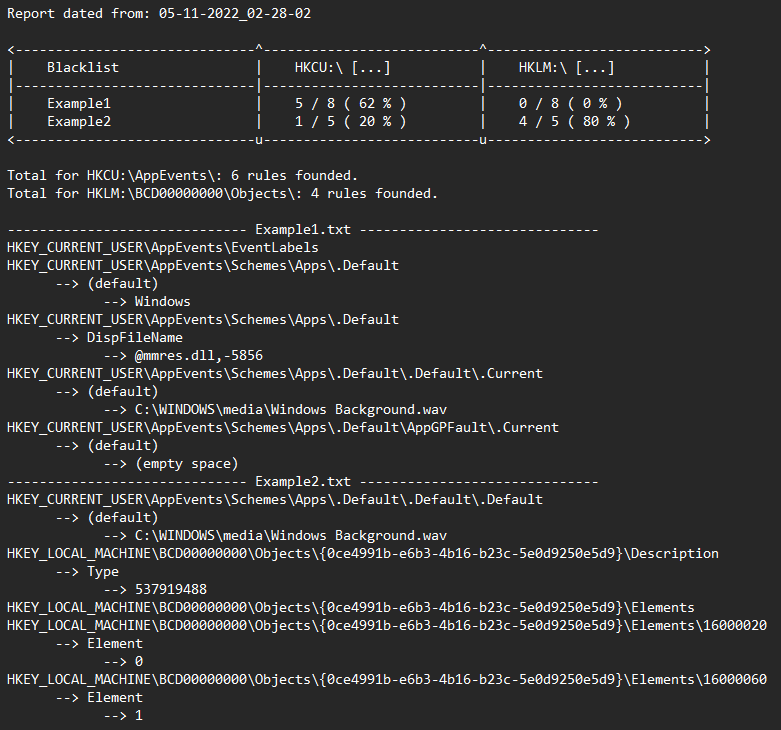 Report dated from: 05-11-2022_02-28-02
<------------------------------^---------------------------^---------------------------->
|    Blacklist                  |    HKCU:\ [...]           |    HKLM:\ [...]           |
|------------------------------|---------------------------|---------------------------|
|    Example1                   |    5 / 8 ( 62 % )         |    0 / 8 ( 0 % )          |
|    Example2                   |    1 / 5 ( 20 % )         |    4 / 5 ( 80 % )         |
<------------------------------u---------------------------u---------------------------->
Total for HKCU:\AppEvents\: 6 rules founded.
Total for HKLM:\BCD00000000\Objects\: 4 rules founded.
------------------------------ Example1.txt ------------------------------
HKEY_CURRENT_USER\AppEvents\EventLabels
HKEY_CURRENT_USER\AppEvents\Schemes\Apps\.Default
      --> (default)
            --> Windows
HKEY_CURRENT_USER\AppEvents\Schemes\Apps\.Default
      --> DispFileName
            --> @mmres.dll,-5856
HKEY_CURRENT_USER\AppEvents\Schemes\Apps\.Default\.Default\.Current
      --> (default)
            --> C:\WINDOWS\media\Windows Background.wav
HKEY_CURRENT_USER\AppEvents\Schemes\Apps\.Default\AppGPFault\.Current
      --> (default)
            --> (empty space)
------------------------------ Example2.txt ------------------------------
HKEY_CURRENT_USER\AppEvents\Schemes\Apps\.Default\.Default\.Default
      --> (default)
            --> C:\WINDOWS\media\Windows Background.wav
HKEY_LOCAL_MACHINE\BCD00000000\Objects\{0ce4991b-e6b3-4b16-b23c-5e0d9250e5d9}\Description
      --> Type
            --> 537919488
HKEY_LOCAL_MACHINE\BCD00000000\Objects\{0ce4991b-e6b3-4b16-b23c-5e0d9250e5d9}\Elements
HKEY_LOCAL_MACHINE\BCD00000000\Objects\{0ce4991b-e6b3-4b16-b23c-5e0d9250e5d9}\Elements\16000020
      --> Element
            --> 0
HKEY_LOCAL_MACHINE\BCD00000000\Objects\{0ce4991b-e6b3-4b16-b23c-5e0d9250e5d9}\Elements\16000060
      --> Element
            --> 1